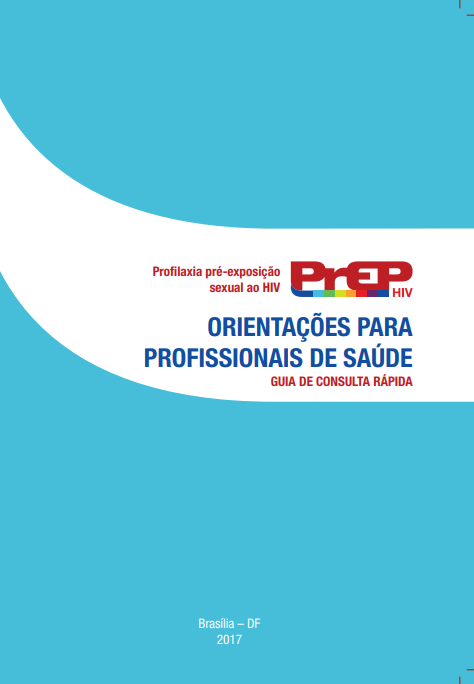 Profilaxia pré-exposição
sexual ao HIV
PrEP
HIV
ORIENTAÇÕES PARA
PROFISSIONAIS DE SAÚDE
GUIA DE CONSULTA RÁPIDA
Brasília – DF
2017